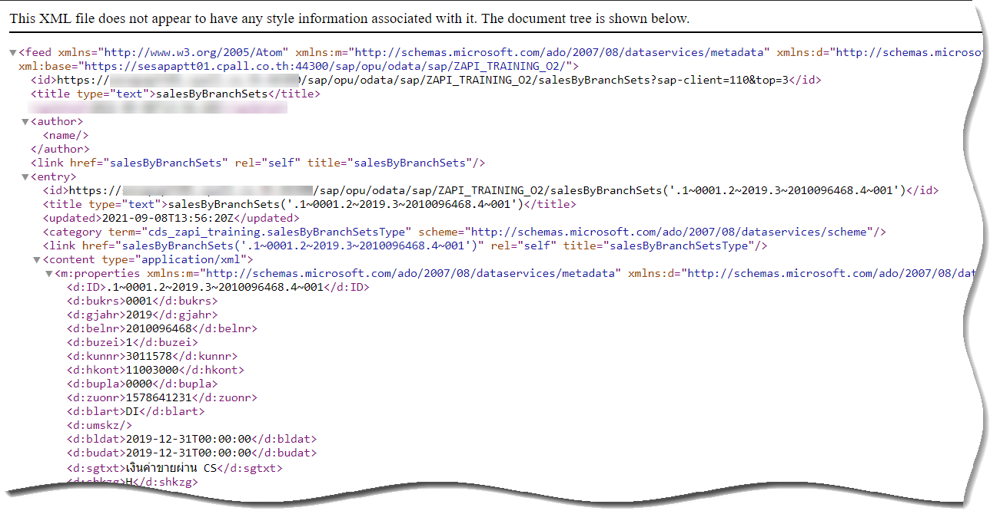 This XML file does not appear to have any style information associated with it. The document tree is shown below.
▼<feed xmlns="http://www.w3.org/2005/Atom" xmlns:m="http://schemas.microsoft.com/ado/2007/08/dataservices/metadata" xmlns:d="http://schemas.microso
xml:base="https://sesapaptt01.cpall.co.th:44300/sap/opu/odata/sap/ZAPI_TRAINING_O2/">
<id>https:// /sap/opu/odata/sap/ZAPI_TRAINING_O2/salesByBranchSets?sap-client=110&top=3</id>
<title type="text">salesByBranchSets</title>
▼<author>
<name/>
</author>
<link href="salesByBranchSets" rel="self" title="salesByBranchSets"/>
▼<entry>
<id>https:// /sap/opu/odata/sap/ZAPI_TRAINING_O2/salesByBranchSets('.1~0001.2~2019.3~2010096468.4~001')</id>
<title type="text">salesByBranchSets('.1~0001.2~2019.3~2010096468.4~001')</title>
<updated>2021-09-08T13:56:20Z</updated>
<category term="cds_zapi_training.salesByBranchSetsType" scheme="http://schemas.microsoft.com/ado/2007/08/dataservices/scheme"/>
<link href="salesByBranchSets('.1~0001.2~2019.3~2010096468.4~001')" rel="self" title="salesByBranchSetsType"/>
▼<content type="application/xml">
▼<m:properties xmlns:m="http://schemas.microsoft.com/ado/2007/08/dataservices/metadata" xmlns:d="http://schemas.microsoft.com/ado/2007/08/dat
<d:ID>.1~0001.2~2019.3~2010096468.4~001</d:ID>
<d:bukrs>0001</d:bukrs>
<d:gjahr>2019</d:gjahr>
<d:belnr>2010096468</d:belnr>
<d:buzei>1</d:buzei>
<d:kunnr>3011578</d:kunnr>
<d:hkont>11003000</d:hkont>
<d:bupla>0000</d:bupla>
<d:zuonr>1578641231</d:zuonr>
<d:blart>DI</d:blart>
<d:umskz/>
<d:bldat>2019-12-31T00:00:00</d:bldat>
<d:budat>2019-12-31T00:00:00</d:budat>
<d:sgtxt>เงินค่าขายผ่าน CS</d:sgtxt>
<d:shkzg>H</d:shkzg>